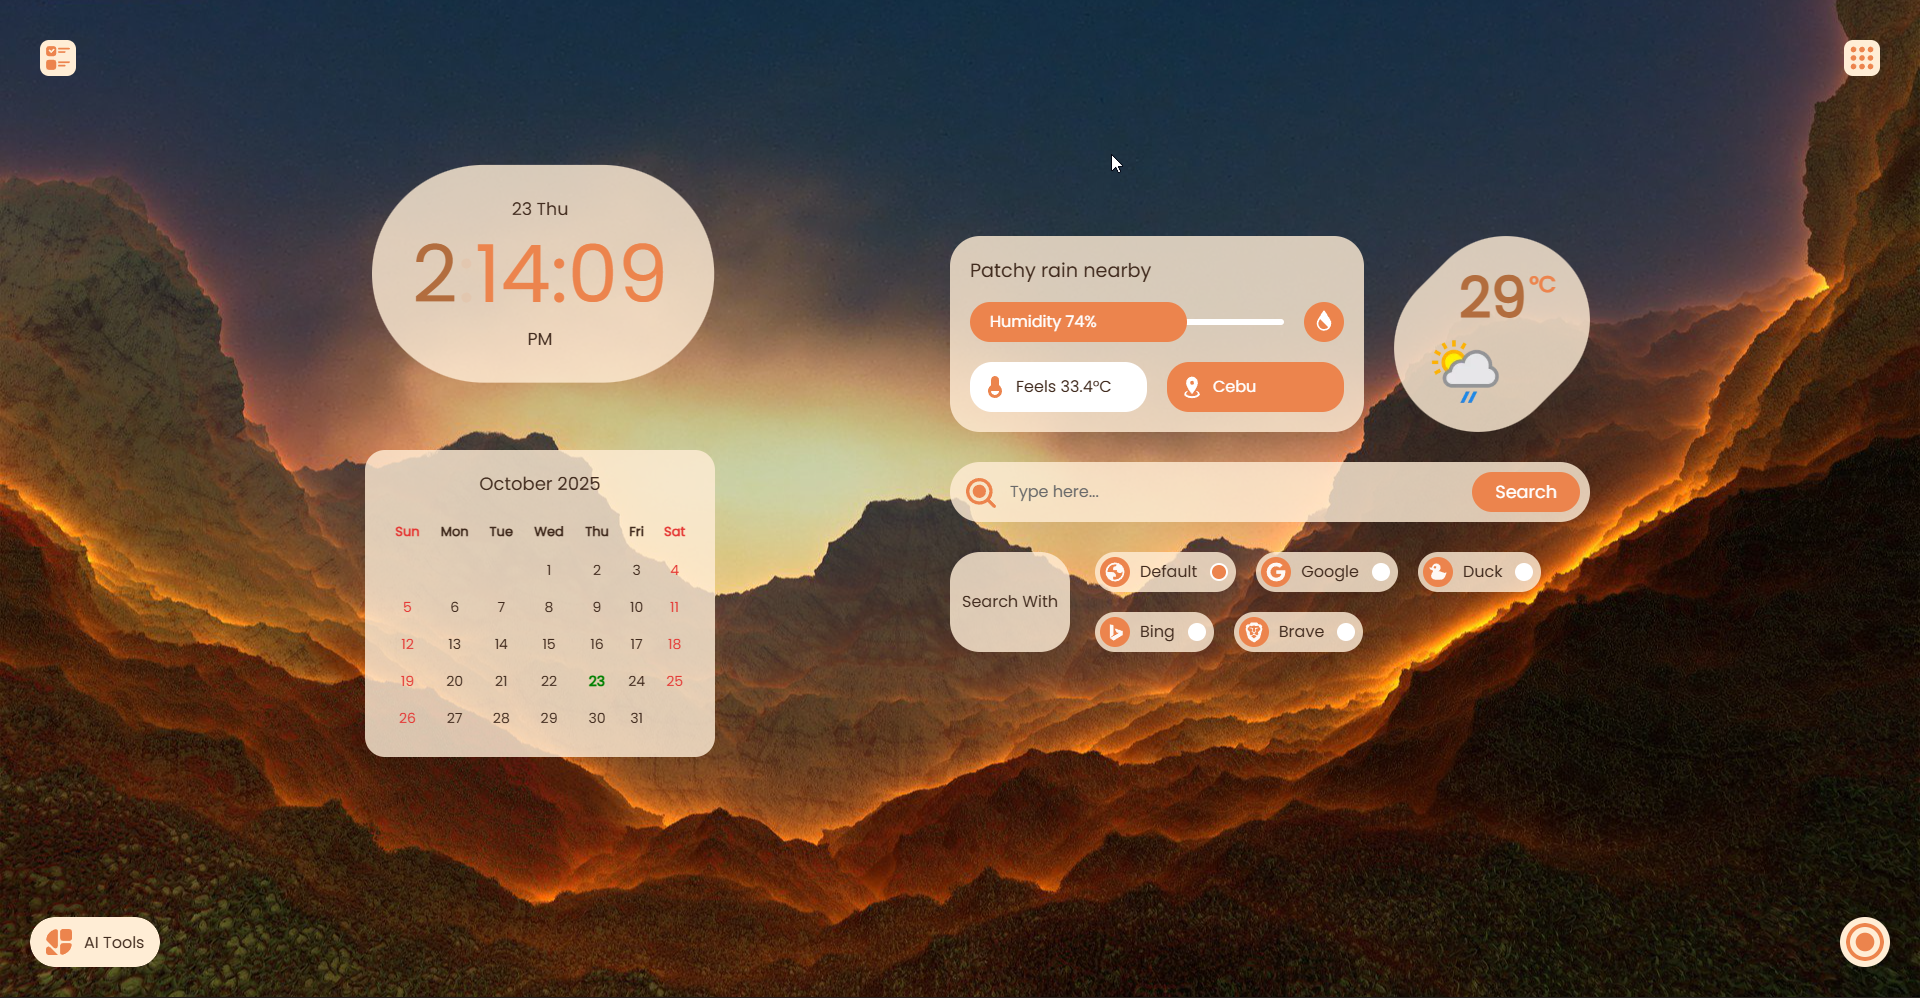 23 Thu
2:14:09
PM
October 2025
Sun Mon Tue Wed Thu Fri Sat
1 2 3 4
5 6 7 8 9 10 11
12 13 14 15 16 17 18
19 20 21 22 23 24 25
26 27 28 29 30 31
Patchy rain nearby
Humidity 74%
Feels 33.4°C
Cebu
29 °C
Type here...
Search
Search With
Default
Google
Duck
Bing
Brave
AI Tools